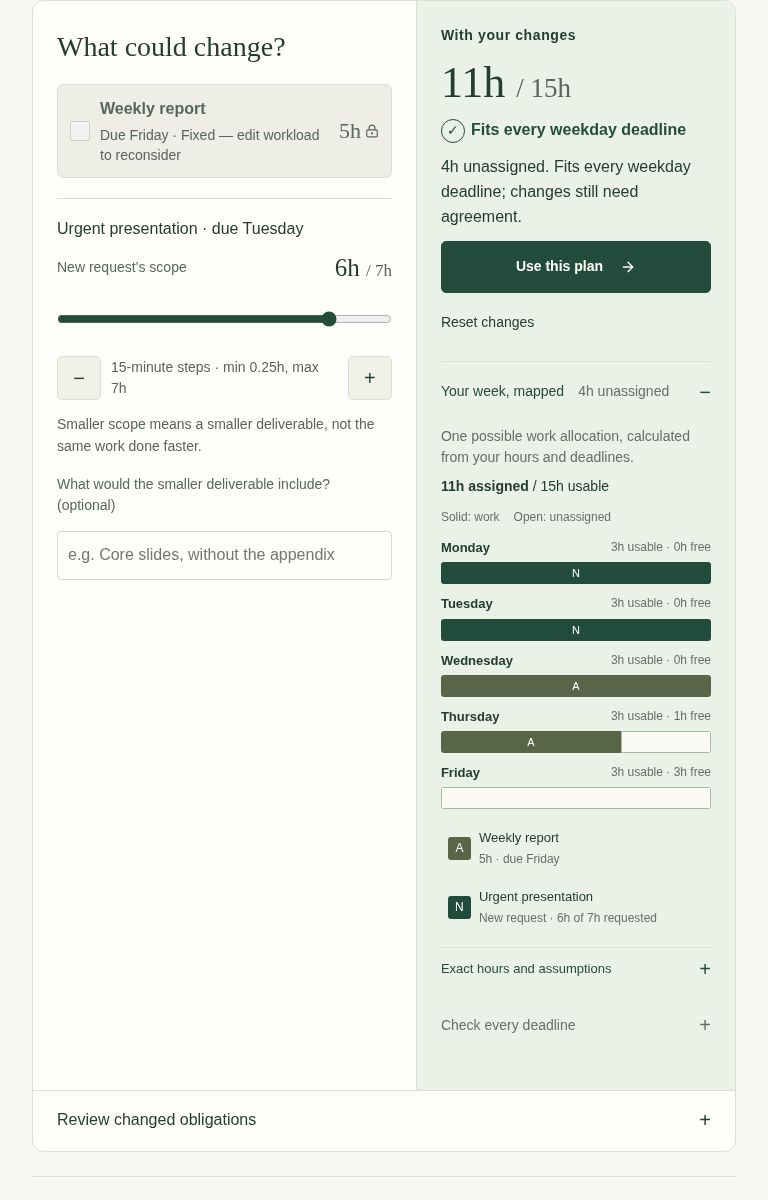 What could change?
Weekly report
Due Friday · Fixed — edit workload
to reconsider
5h
Urgent presentation · due Tuesday
New request's scope
6h / 7h
−
15-minute steps · min 0.25h, max
7h
+
Smaller scope means a smaller deliverable, not the
same work done faster.
What would the smaller deliverable include?
(optional)
e.g. Core slides, without the appendix
With your changes
11h / 15h
✓ Fits every weekday deadline
4h unassigned. Fits every weekday
deadline; changes still need
agreement.
Use this plan →
Reset changes
Your week, mapped 4h unassigned −
One possible work allocation, calculated
from your hours and deadlines.
11h assigned / 15h usable
Solid: work Open: unassigned
Monday 3h usable · 0h free
N
Tuesday 3h usable · 0h free
N
Wednesday 3h usable · 0h free
A
Thursday 3h usable · 1h free
A
Friday 3h usable · 3h free
A Weekly report
5h · due Friday
N Urgent presentation
New request · 6h of 7h requested
Exact hours and assumptions +
Check every deadline +
Review changed obligations +